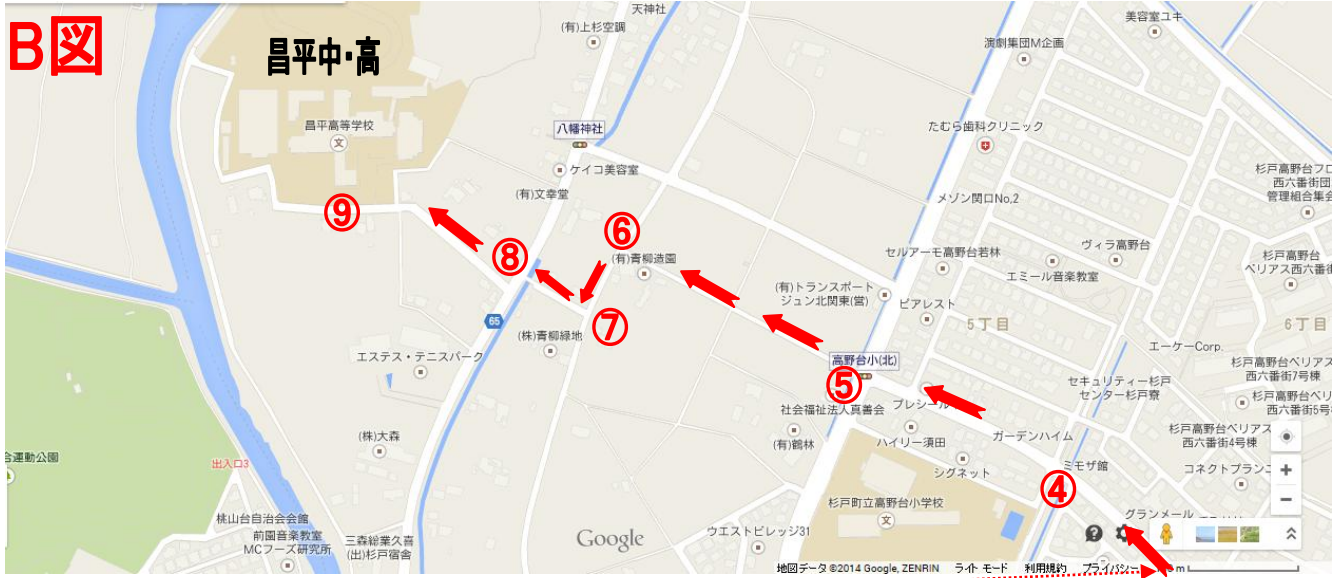 B図
昌平中・高
昌平高等学校
天神社
(有)上杉空調
八幡神社
ケイコ美容室
(有)文幸堂
美容室ユキ
演劇集団M企画
たむら歯科クリニック
杉戸高野台フロ
西六番街団
管理組合集会
メゾン関口No.2
ヴィラ高野台
セルアーモ高野台若林
エミール音楽教室
杉戸高野台
ベリアス西六番街
(有)青柳造園
(有)トランスポート
ジュン北関東(営)
ピアレスト
5丁目
6丁目
エーケーCorp.
高野台小(北)
杉戸高野台ベリアス
西六番街7号棟
セキュリティー杉戸
センター杉戸寮
杉戸高野台ベリ
西六番街5号
社会福祉法人真善会
プレシール
(有)鶴林
ハイリー須田
ガーデンハイム
杉戸高野台ベリアス
西六番街4号棟
シグネット
ミモザ館
コネクトプランニ
杉戸町立高野台小学校
グランメール
ウエストビレッジ31
⑨
⑧
⑥
⑦
⑤
④
65
(株)青柳緑地
エステス・テニスパーク
(株)大森
合運動公園
出入口3
桃山台自治会会館
前園音楽教室
MCフーズ研究所
三森総業久喜
(出)杉戸宿舎
Google
地図データ ©2014 Google, ZENRIN
ライト モード
利用規約
プライバシー